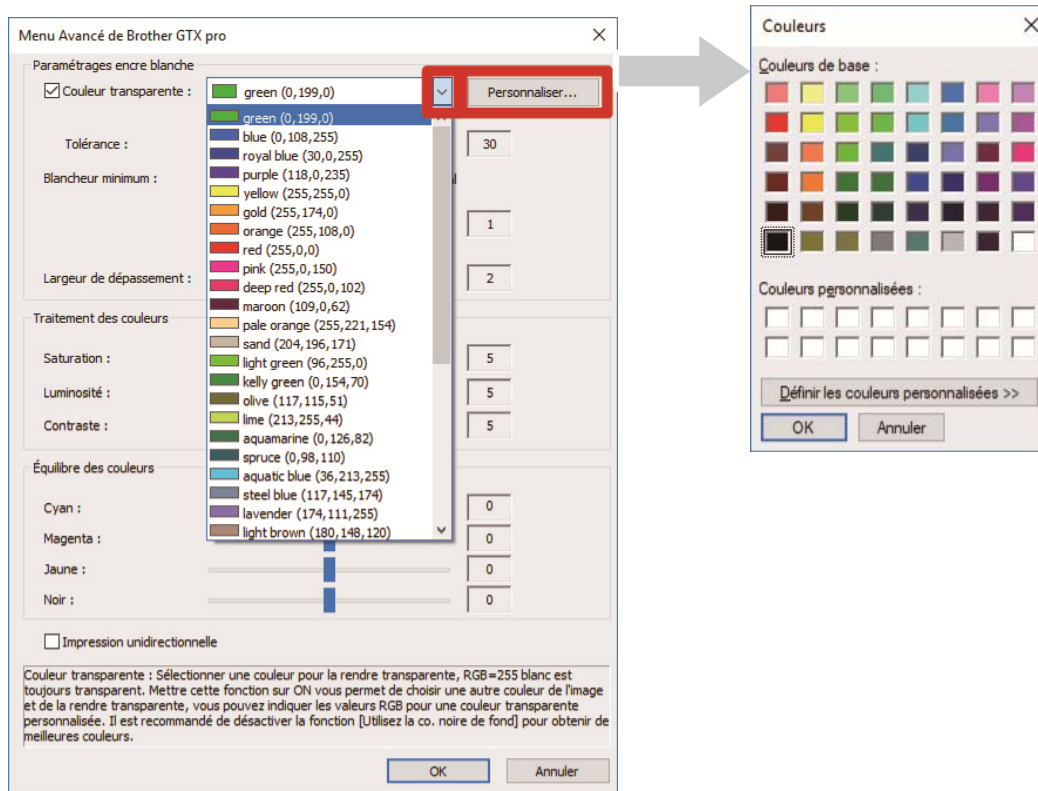 Menu Avancé de Brother GTX pro
Paramétrages encre blanche
Couleur transparente :
green (0,199,0)
Personnaliser...
green (0,199,0)
blue (0,108,255)
royal blue (30,0,255)
purple (118,0,235)
yellow (255,255,0)
gold (255,174,0)
orange (255,108,0)
red (255,0,0)
pink (255,0,150)
deep red (255,0,102)
maroon (109,0,62)
pale orange (255,221,154)
sand (204,196,171)
light green (96,255,0)
kelly green (0,154,70)
olive (117,115,51)
lime (213,255,44)
aquamarine (0,126,82)
spruce (0,98,110)
aquatic blue (36,213,255)
steel blue (117,145,174)
lavender (174,111,255)
light brown (180,148,120)
Tolérance :
30
Blancheur minimum :
1
Largeur de dépassement :
2
Traitement des couleurs
Saturation :
5
Luminosité :
5
Contraste :
5
Équilibre des couleurs
Cyan :
0
Magenta :
0
Jaune :
0
Noir :
0
Impression unidirectionnelle
Couleur transparente : Sélectionner une couleur pour la rendre transparente, RGB=255 blanc est
toujours transparent. Mettre cette fonction sur ON vous permet de choisir une autre couleur de l'image
et de la rendre transparente, vous pouvez indiquer les valeurs RGB pour une couleur transparente
personnalisée. Il est recommandé de désactiver la fonction [Utilisez la co. noire de fond] pour obtenir de
meilleures couleurs.
OK
Annuler
Couleurs
Couleurs de base :
Couleurs personnalisées :
Définir les couleurs personnalisées >>
OK
Annuler